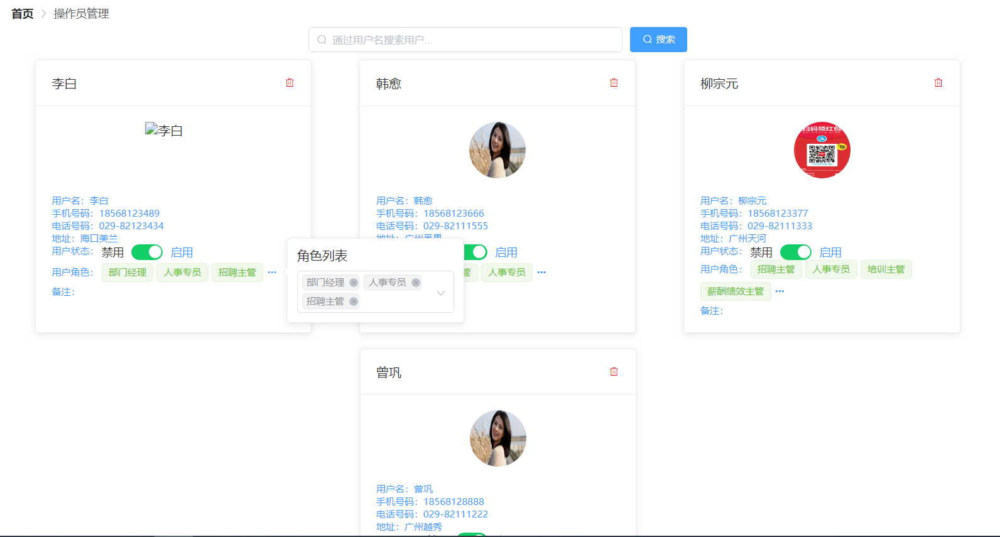 首页 > 操作员管理
通过用户名搜索用户...
搜索
李白
李白
用户名：李白
手机号码：18568123489
电话号码：029-82123434
地址：海口美兰
用户状态： 禁用 启用
用户角色： 部门经理 人事专员 招聘主管 •••
备注：
角色列表
部门经理 人事专员
招聘主管
韩愈
用户名：韩愈
手机号码：18568123666
电话号码：029-82111555
启用
管 人事专员 •••
柳宗元
扫码领红包
用户名：柳宗元
手机号码：18568123377
电话号码：029-82111333
地址：广州天河
用户状态： 禁用 启用
用户角色： 招聘主管 人事专员 培训主管
薪酬绩效主管 •••
备注：
曾巩
用户名：曾巩
手机号码：18568128888
电话号码：029-82111222
地址：广州越秀